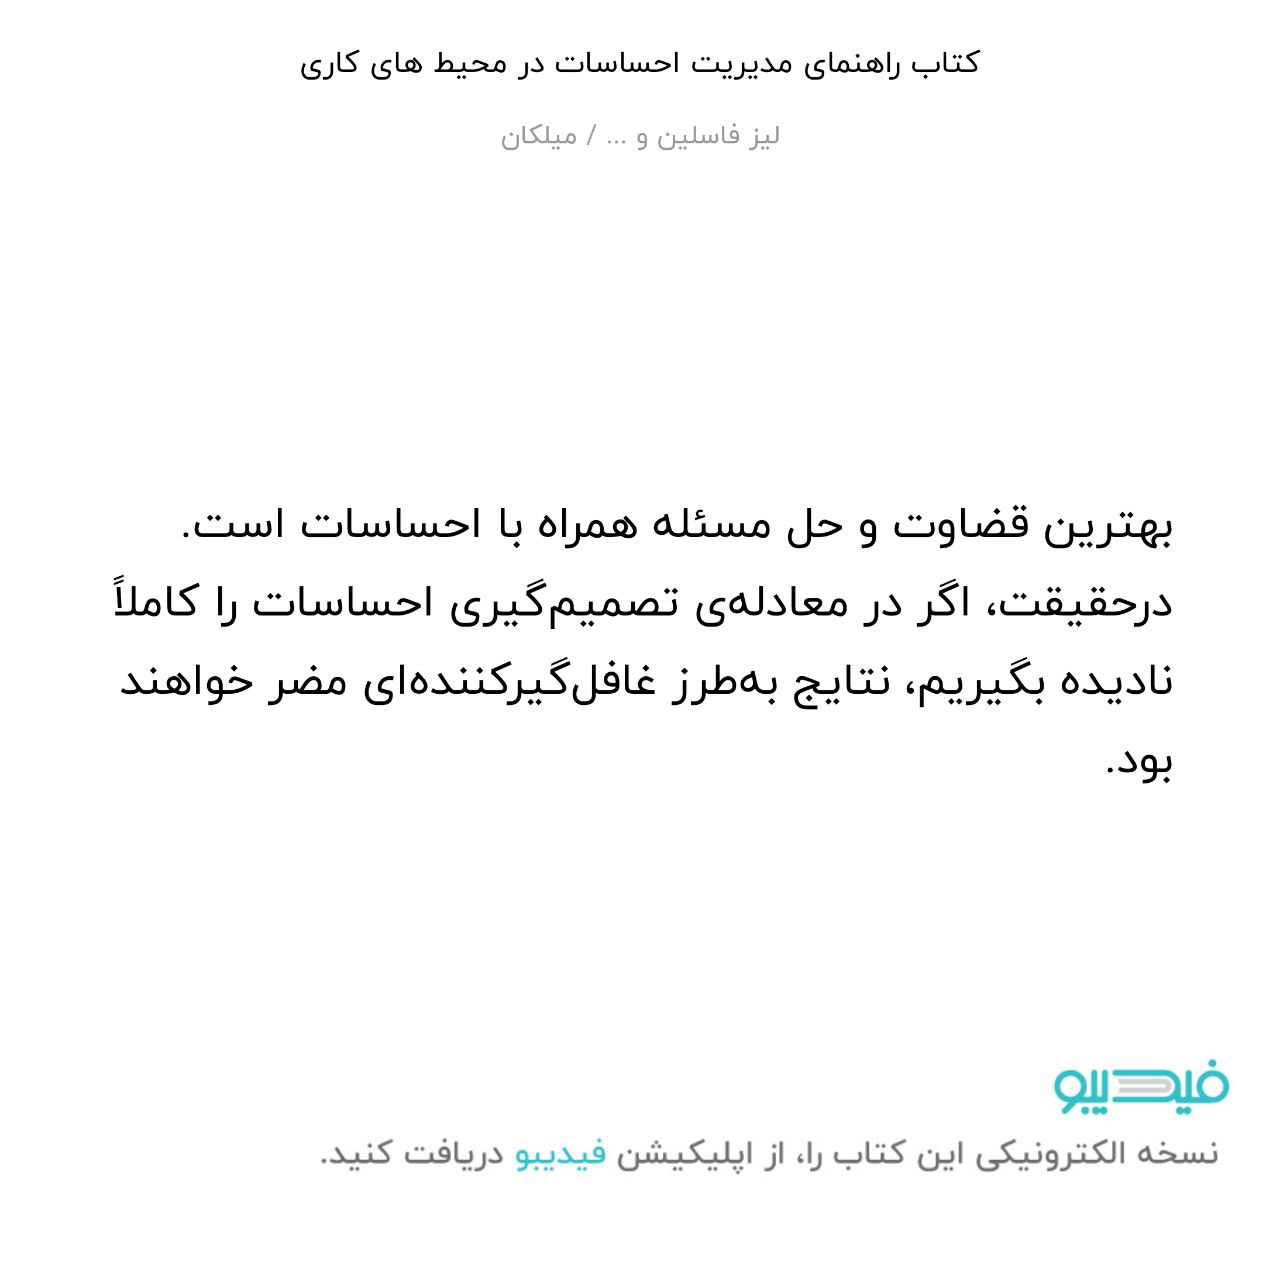 کتاب راهنمای مدیریت احساسات در محیط های کاری
لیز فاسلین و ... / میلکان
بهترین قضاوت و حل مسئله همراه با احساسات است.
درحقیقت، اگر در معادله‌ی تصمیم‌گیری احساسات را کاملاً
نادیده بگیریم، نتایج به‌طرز غافل‌گیرکننده‌ای مضر خواهند
بود.
فیدیبو
نسخه الکترونیکی این کتاب را، از اپلیکیشن فیدیبو دریافت کنید.